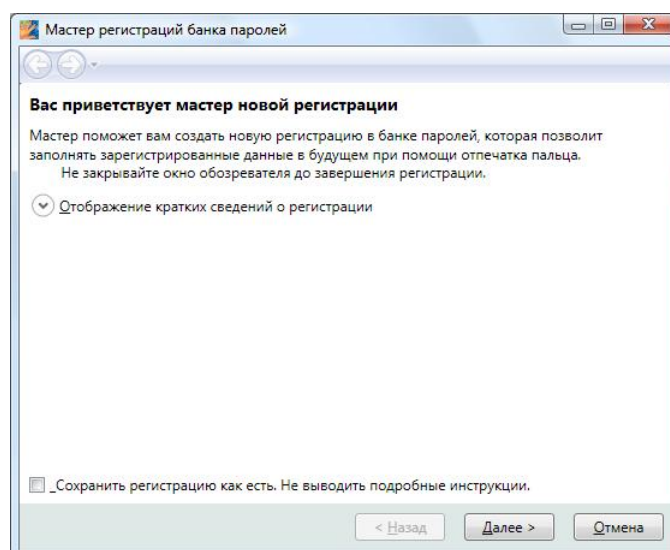 Мастер регистраций банка паролей
Вас приветствует мастер новой регистрации
Мастер поможет вам создать новую регистрацию в банке паролей, которая позволит
заполнять зарегистрированные данные в будущем при помощи отпечатка пальца.
Не закрывайте окно обозревателя до завершения регистрации.
Отображение кратких сведений о регистрации
_Сохранить регистрацию как есть. Не выводить подробные инструкции.
< Назад Далее > Отмена